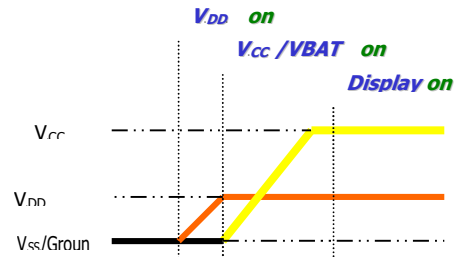 VDD on
VCC /VBAT on
Display on
VCC
VDD
VSS/Groun